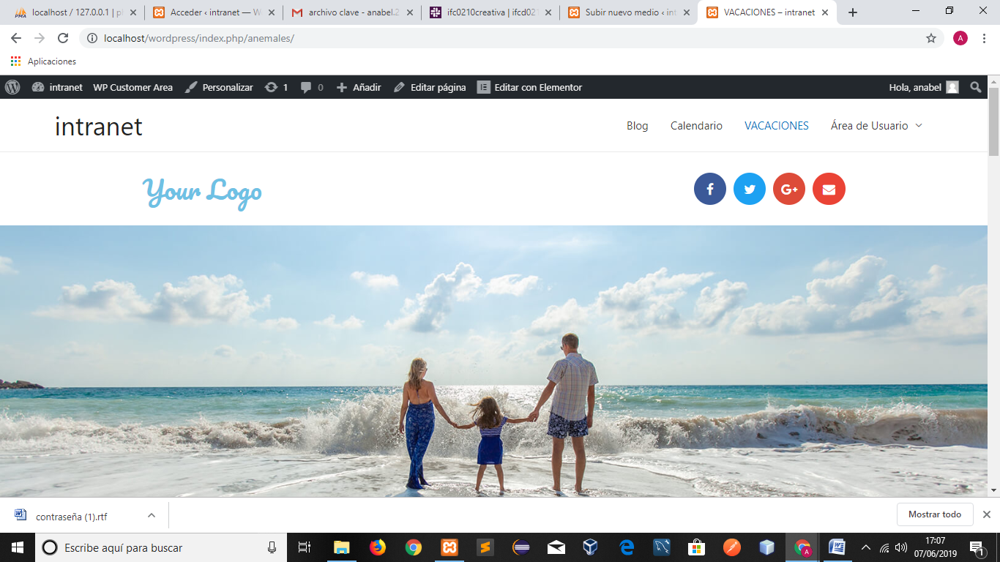 localhost / 127.0.0.1 | pl
Acceder ‹ intranet — W
archivo clave - anabel.2
ifc0210creativa | ifcd021
Subir nuevo medio ‹ int
VACACIONES – intranet
localhost/wordpress/index.php/anemales/
A
Aplicaciones
intranet WP Customer Area Personalizar 1 0 Añadir Editar página Editar con Elementor Hola, anabel
intranet
Blog Calendario VACACIONES Área de Usuario
Your Logo
contraseña (1).rtf
Mostrar todo
Escribe aquí para buscar
17:07
07/06/2019
1